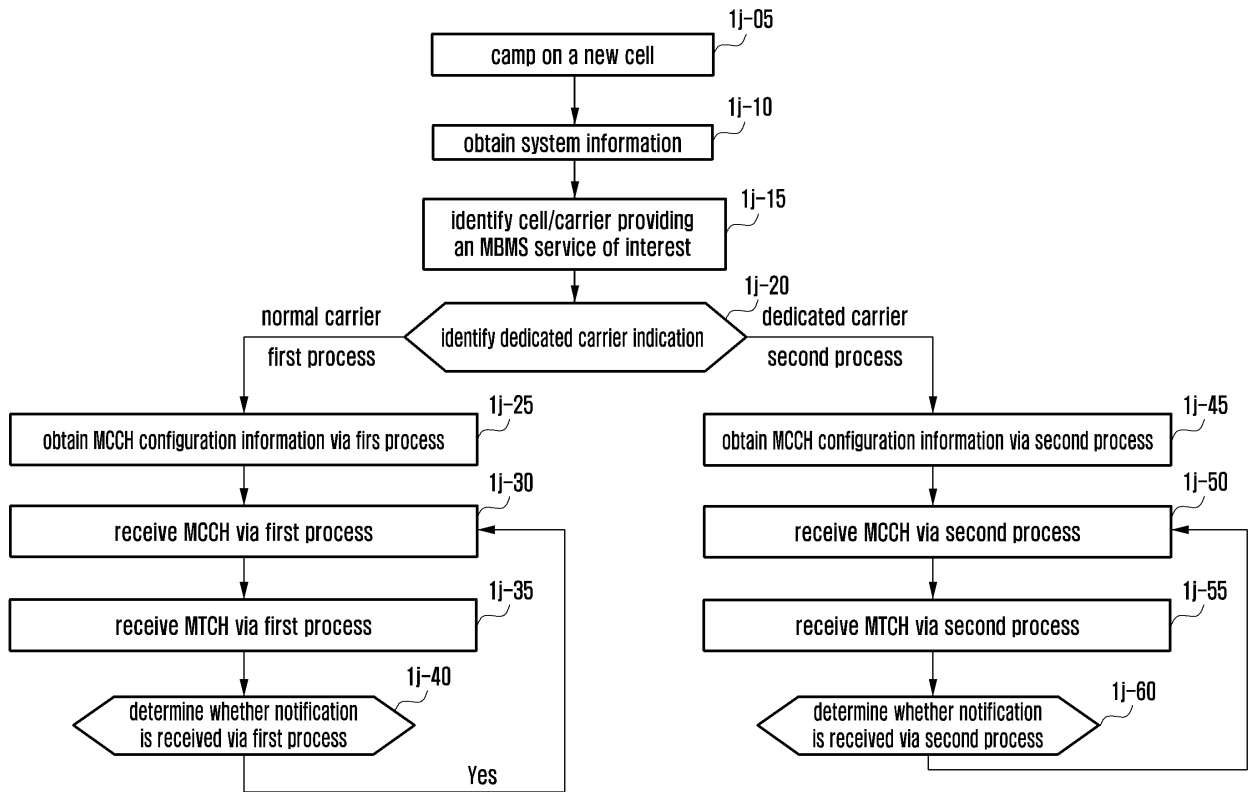 1j-05
camp on a new cell
1j-10
obtain system information
1j-15
identify cell/carrier providing
an MBMS service of interest
1j-20
normal carrier
first process
identify dedicated carrier indication
dedicated carrier
second process
1j-25
obtain MCCH configuration information via firs process
1j-30
receive MCCH via first process
1j-35
receive MTCH via first process
1j-40
determine whether notification
is received via first process
Yes
1j-45
obtain MCCH configuration information via second process
1j-50
receive MCCH via second process
1j-55
receive MTCH via second process
1j-60
determine whether notification
is received via second process